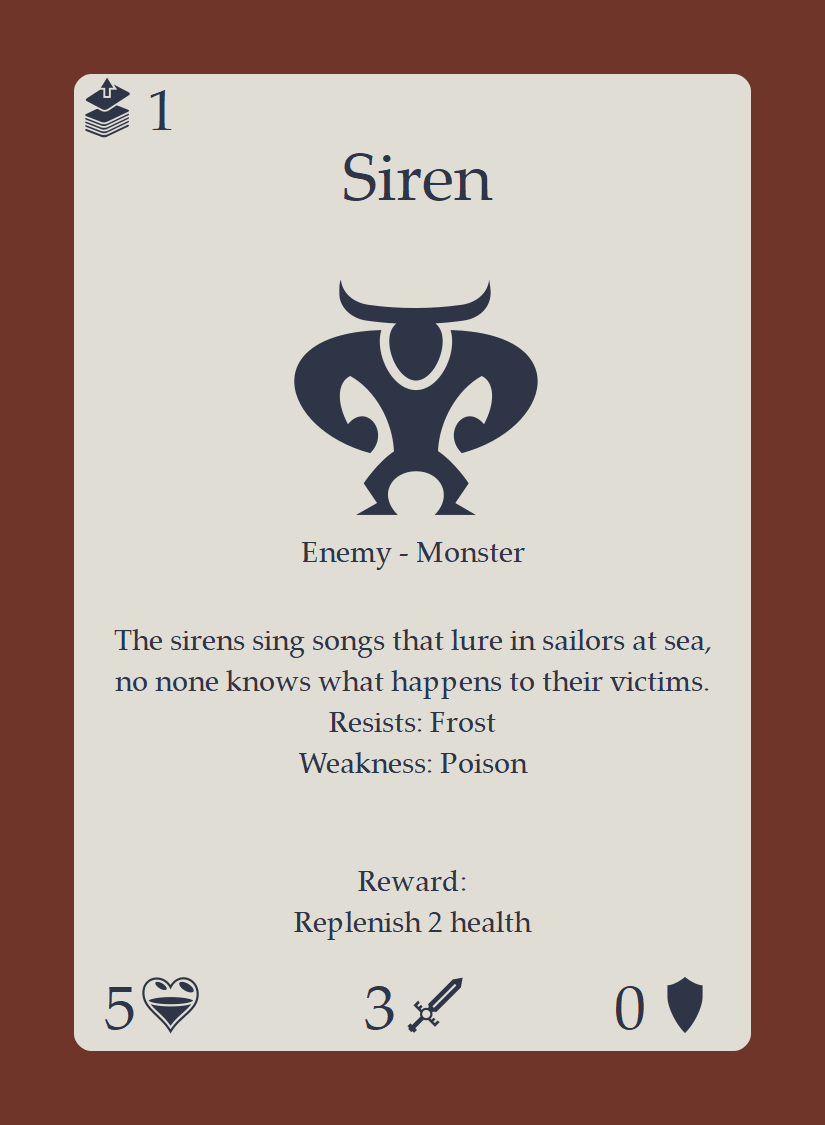 1
Siren
Enemy - Monster
The sirens sing songs that lure in sailors at sea,
no none knows what happens to their victims.
Resists: Frost
Weakness: Poison
Reward:
Replenish 2 health
5 3 0